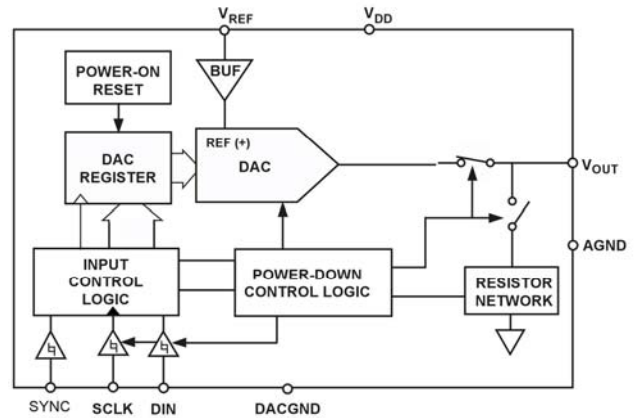 VREF
VDD
BUF
POWER-ON
RESET
REF (+)
DAC
REGISTER
DAC
VOUT
AGND
INPUT
CONTROL
LOGIC
POWER-DOWN
CONTROL LOGIC
RESISTOR
NETWORK
SYNC
SCLK
DIN
DACGND